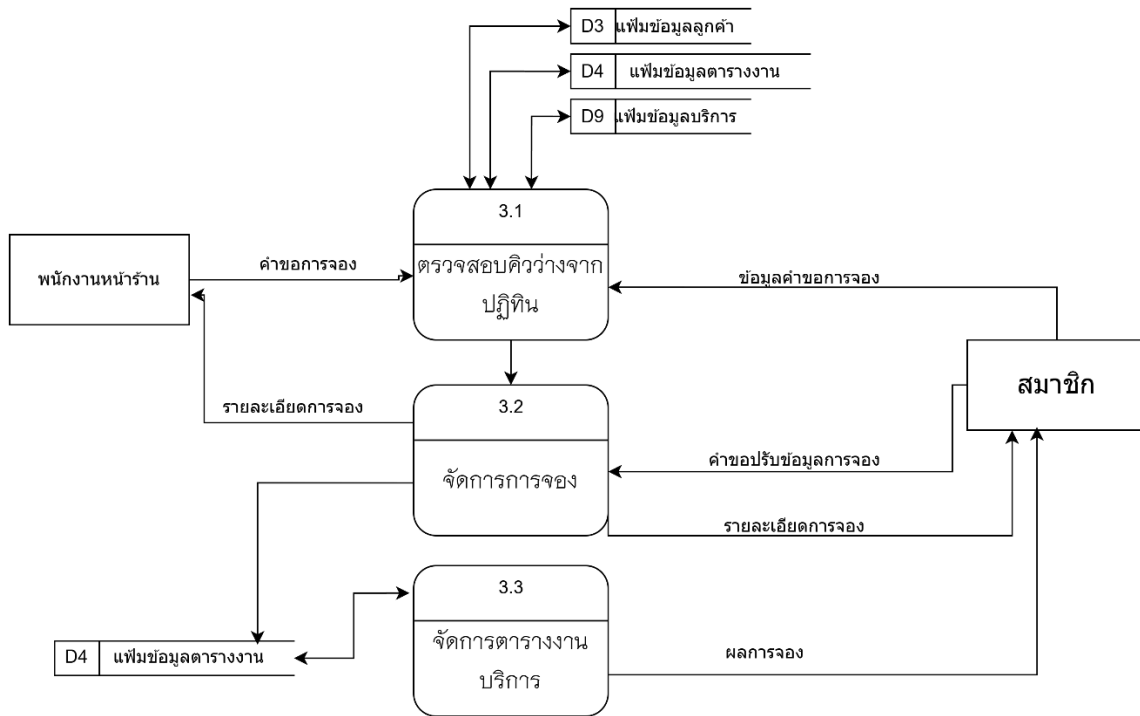 D3 แฟ้มข้อมูลลูกค้า
D4 แฟ้มข้อมูลตารางงาน
D9 แฟ้มข้อมูลบริการ
3.1
ตรวจสอบคิวว่างจาก
ปฏิทิน
พนักงานหน้าร้าน
คำขอการจอง
ข้อมูลคำขอการจอง
สมาชิก
3.2
จัดการการจอง
รายละเอียดการจอง
คำขอปรับข้อมูลการจอง
รายละเอียดการจอง
3.3
จัดการตารางงาน
บริการ
D4 แฟ้มข้อมูลตารางงาน
ผลการจอง